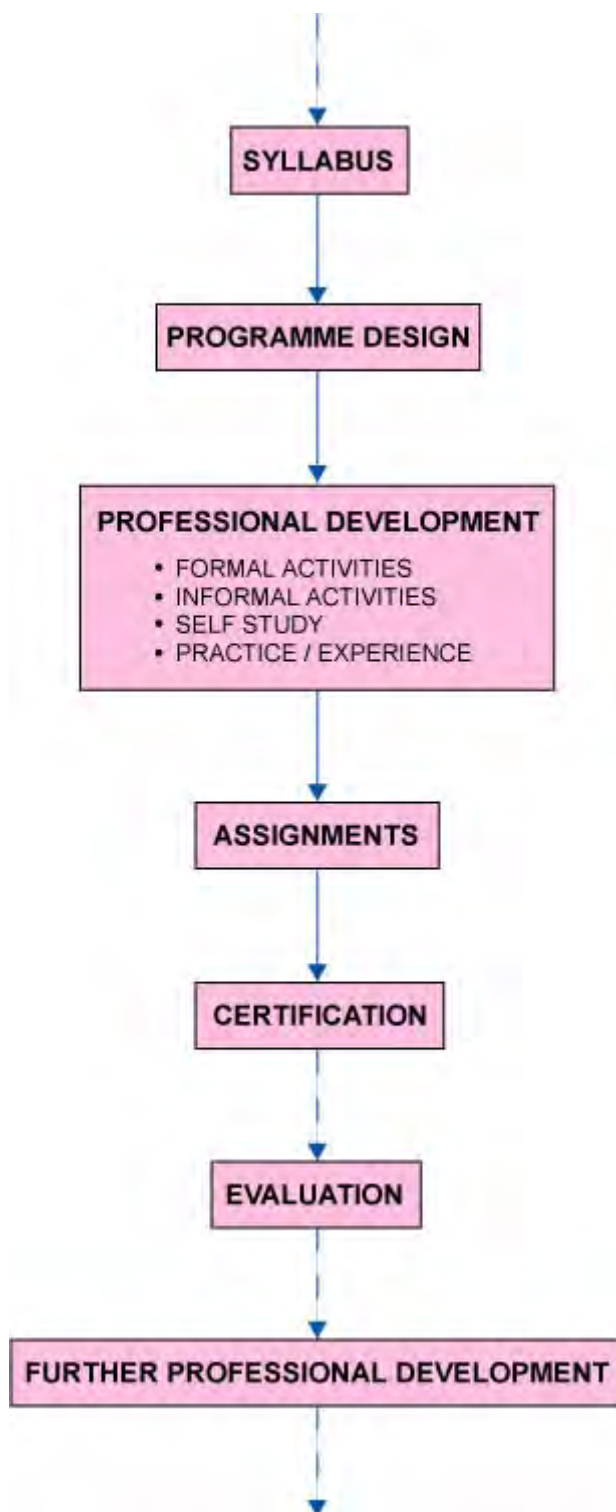 SYLLABUS
PROGRAMME DESIGN
PROFESSIONAL DEVELOPMENT
• FORMAL ACTIVITIES
• INFORMAL ACTIVITIES
• SELF STUDY
• PRACTICE / EXPERIENCE
ASSIGNMENTS
CERTIFICATION
EVALUATION
FURTHER PROFESSIONAL DEVELOPMENT